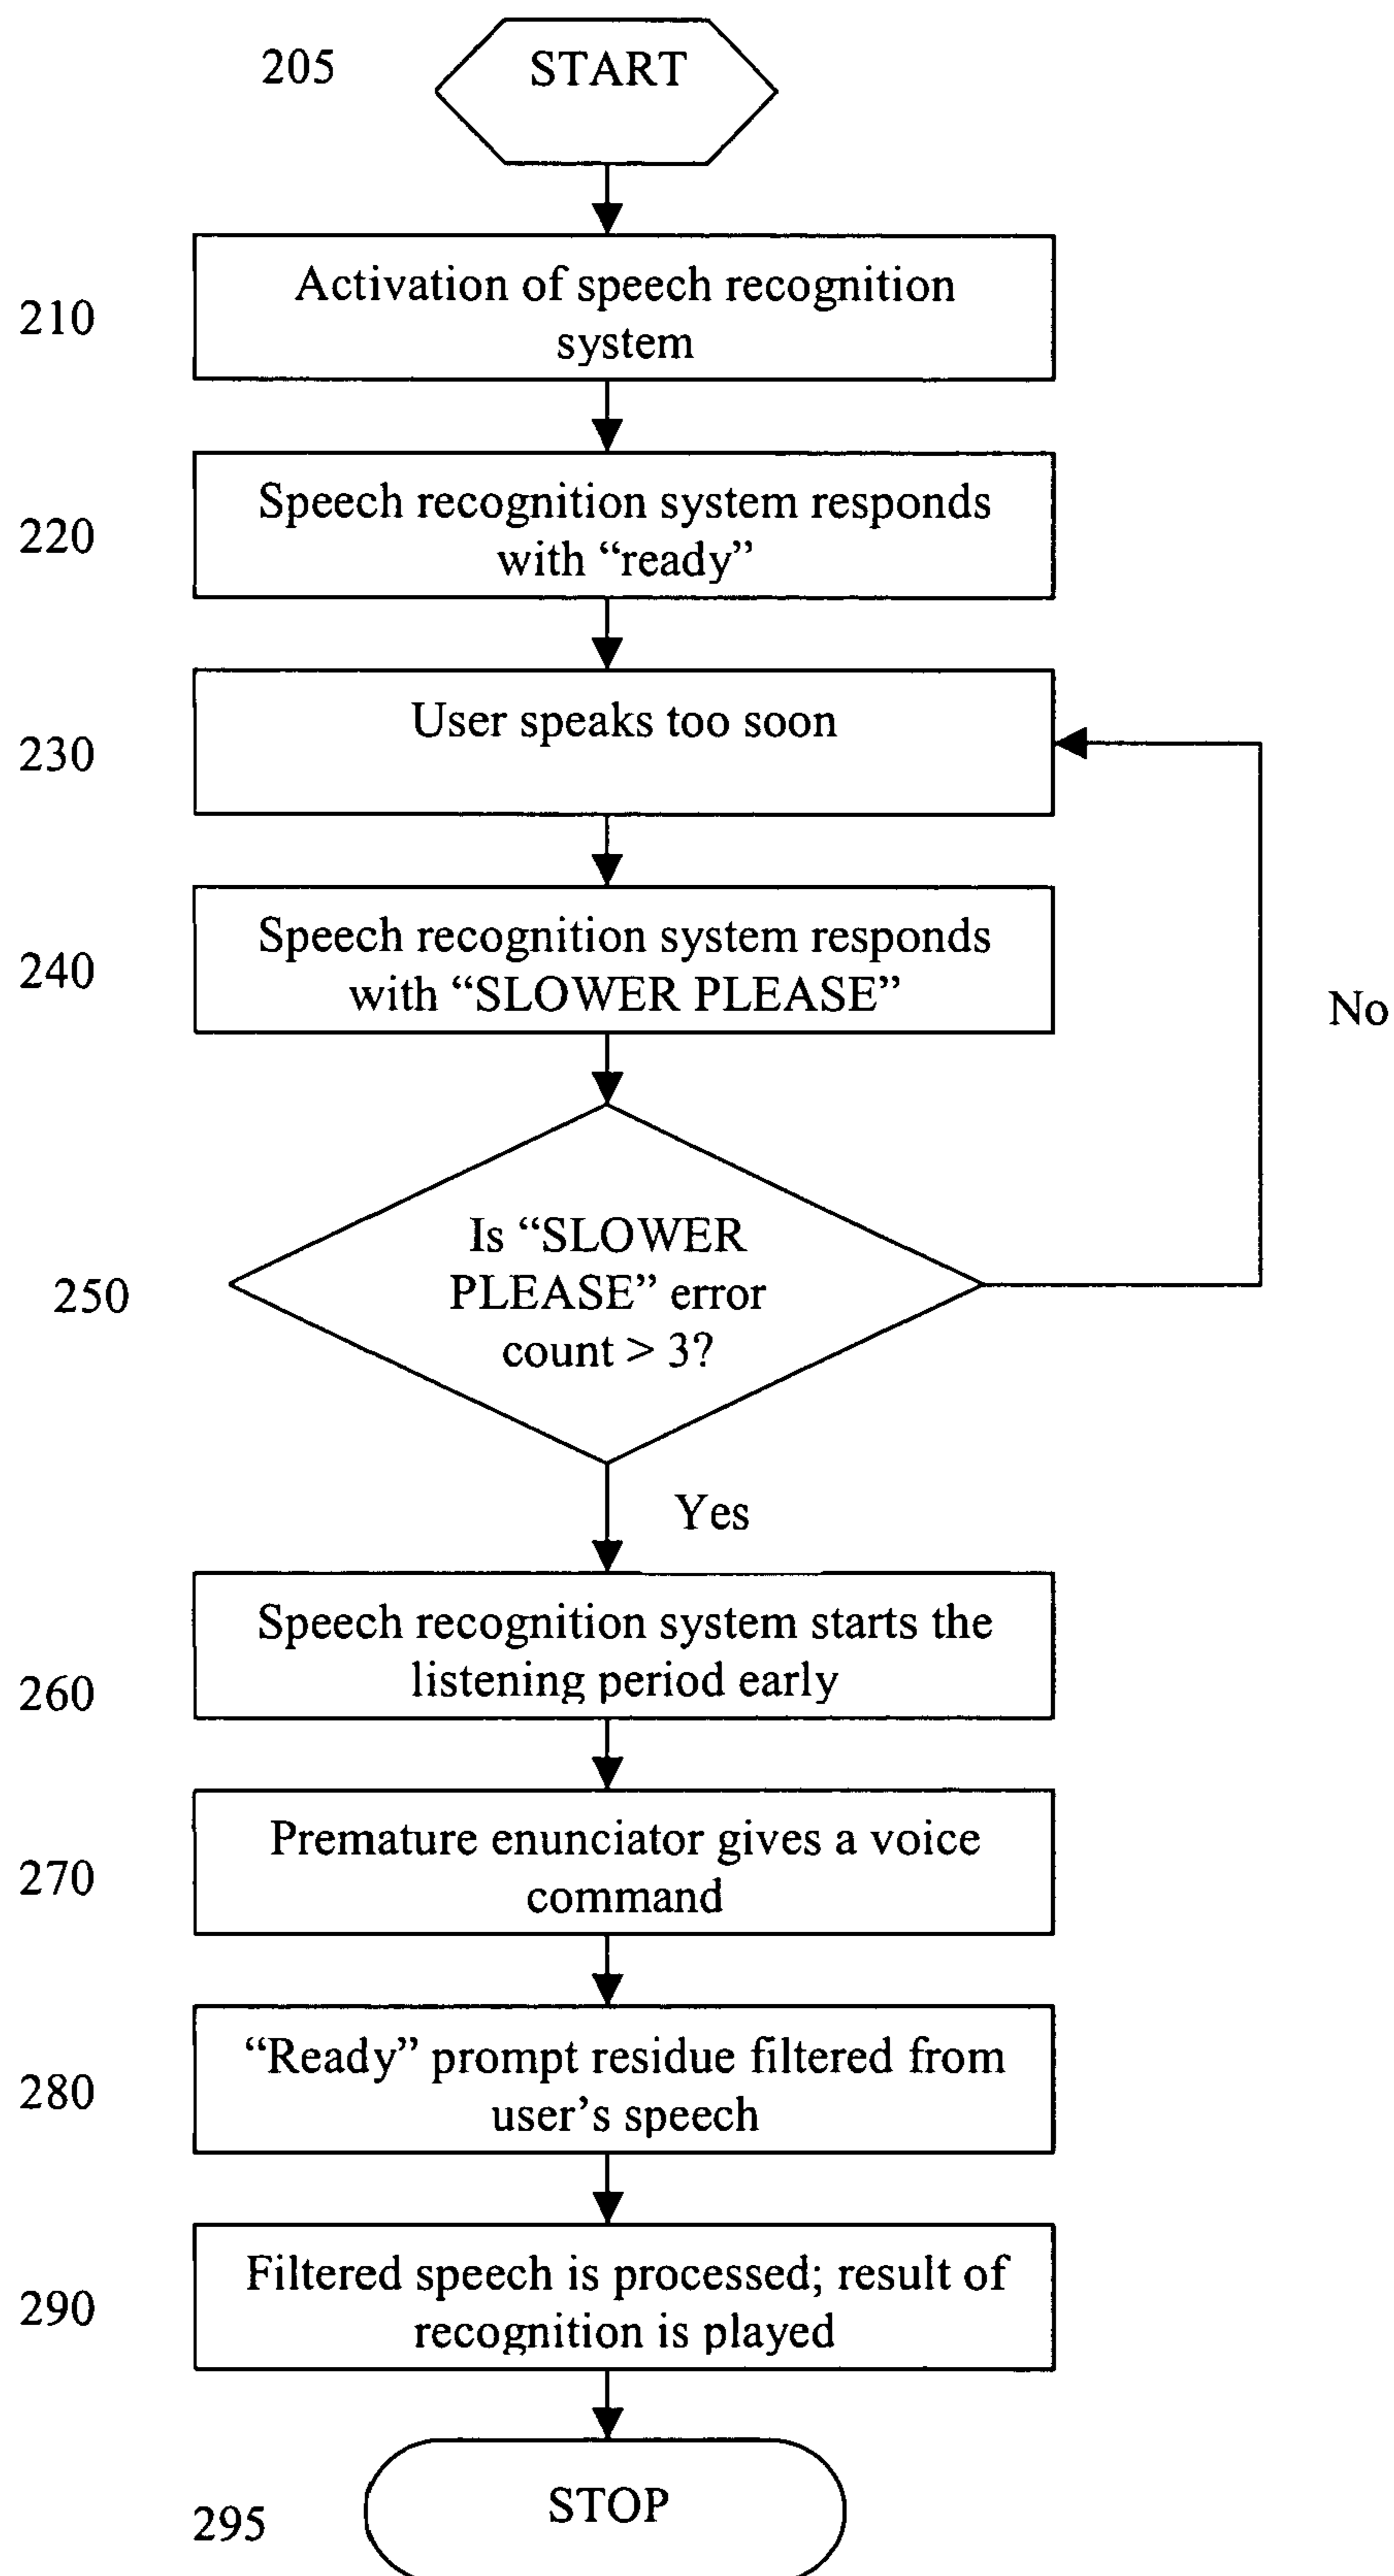 205
START
210
Activation of speech recognition
system
220
Speech recognition system responds
with “ready”
230
User speaks too soon
240
Speech recognition system responds
with “SLOWER PLEASE”
No
250
Is “SLOWER
PLEASE” error
count > 3?
Yes
260
Speech recognition system starts the
listening period early
270
Premature enunciator gives a voice
command
280
“Ready” prompt residue filtered from
user’s speech
290
Filtered speech is processed; result of
recognition is played
295
STOP